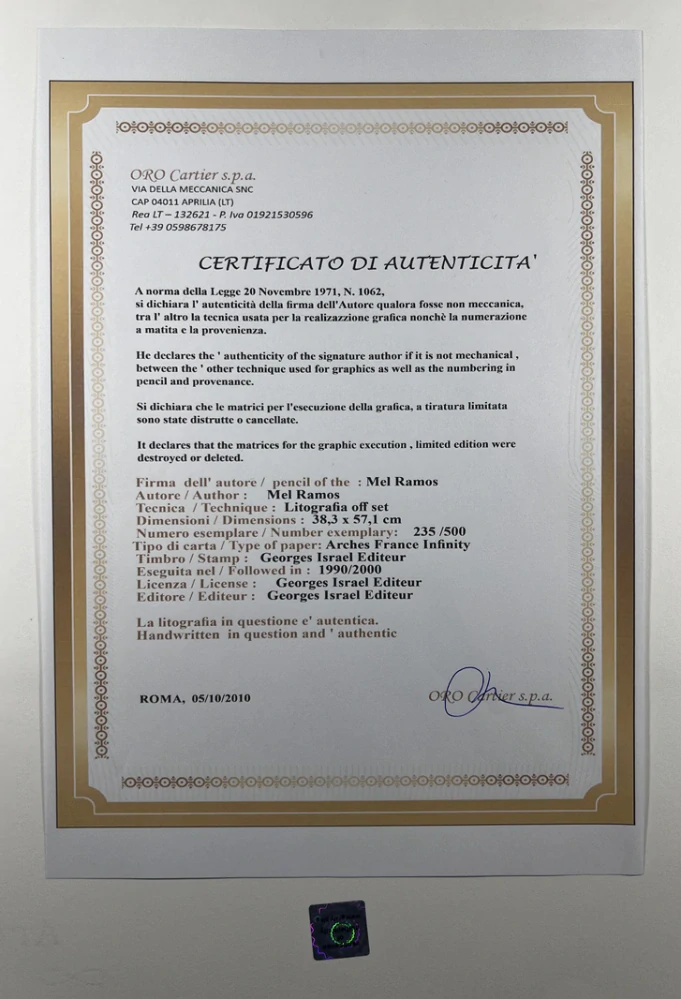 ORO Cartier s.p.a.
VIA DELLA MECCANICA SNC
CAP 04011 APRILIA (LT)
Rea LT – 132621 - P. Iva 01921530596
Tel +39 0598678175
CERTIFICATO DI AUTENTICITA'
A norma della Legge 20 Novembre 1971, N. 1062,
si dichiara l' autenticità della firma dell'Autore qualora fosse non meccanica,
tra l' altro la tecnica usata per la realizazzione grafica nonchè la numerazione
a matita e la provenienza.
He declares the ' authenticity of the signature author if it is not mechanical ,
between the ' other technique used for graphics as well as the numbering in
pencil and provenance.
Si dichiara che le matrici per l'esecuzione della grafica, a tiratura limitata
sono state distrutte o cancellate.
It declares that the matrices for the graphic execution , limited edition were
destroyed or deleted.
Firma dell' autore / pencil of the : Mel Ramos
Autore / Author : Mel Ramos
Tecnica / Technique : Litografia off set
Dimensioni / Dimensions : 38,3 x 57,1 cm
Numero esemplare / Number exemplary: 235 /500
Tipo di carta / Type of paper: Arches France Infinity
Timbro / Stamp : Georges Israel Editeur
Eseguita nel / Followed in : 1990/2000
Licenza / License : Georges Israel Editeur
Editore / Editeur : Georges Israel Editeur
La litografia in questione e' autentica.
Handwritten in question and ' authentic
ROMA, 05/10/2010
ORO Cartier s.p.a.